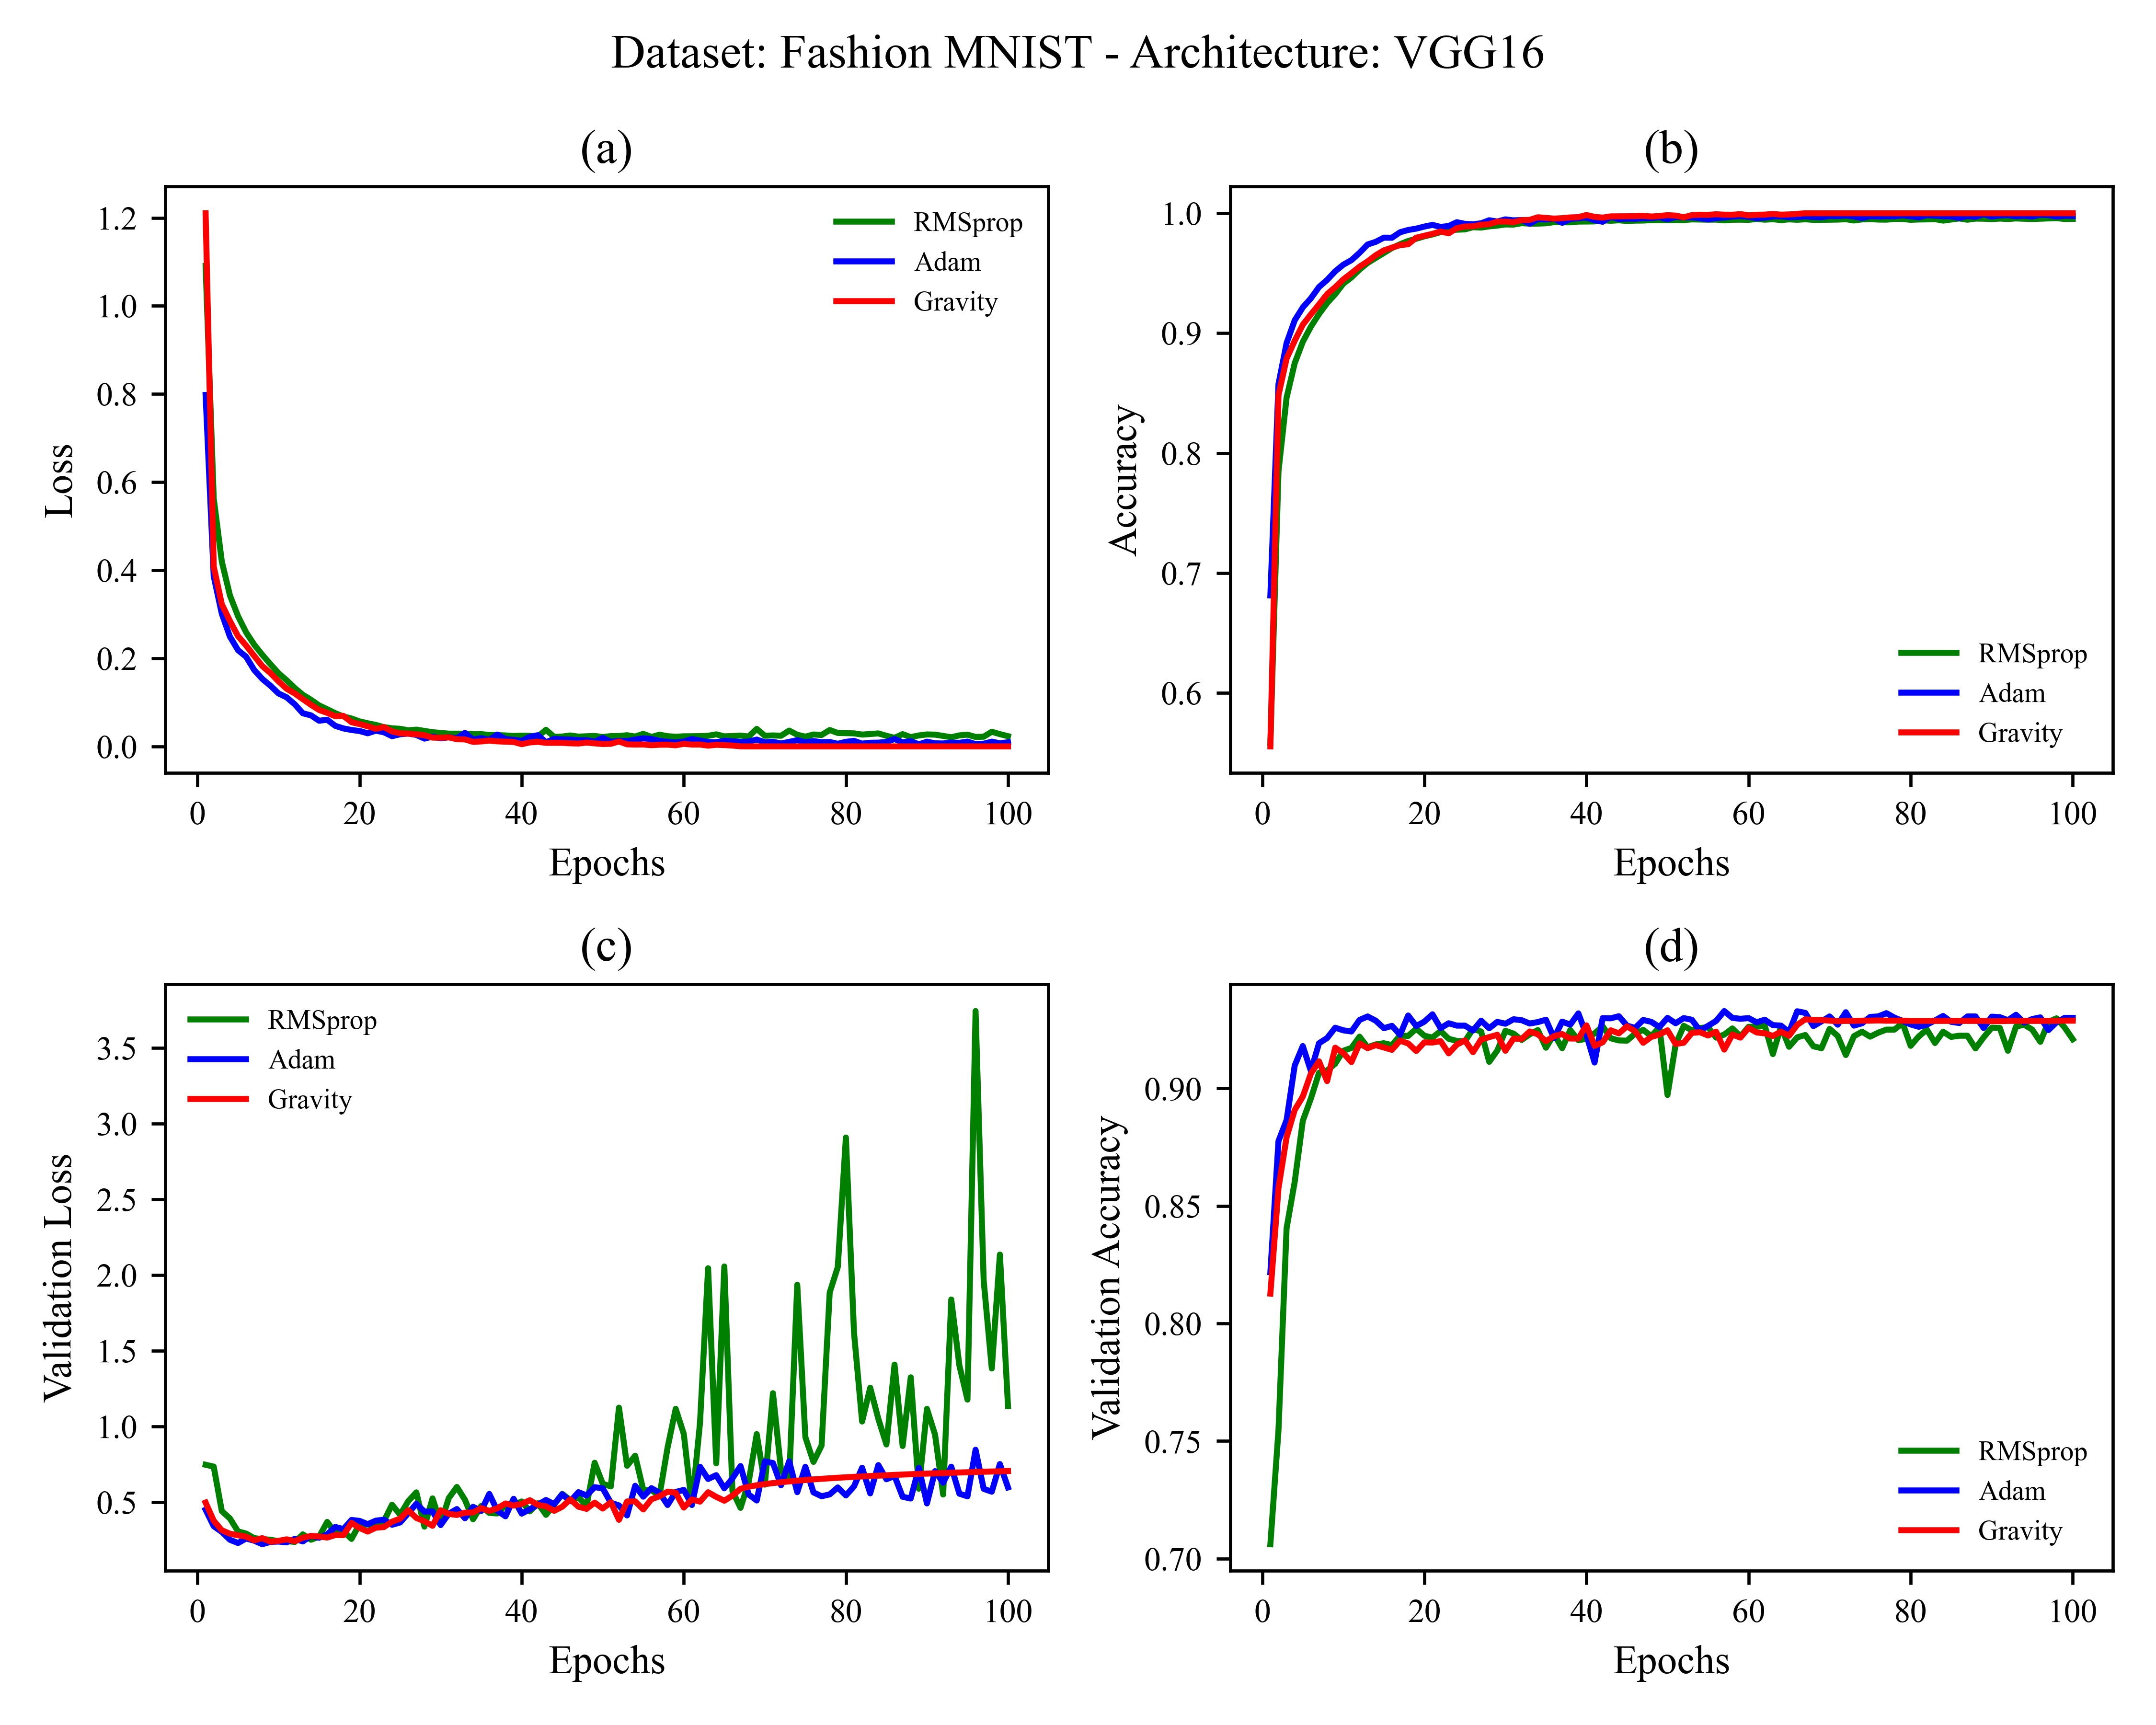 Dataset: Fashion MNIST - Architecture: VGG16
(a)
1.2
1.0
0.8
0.6
0.4
0.2
0.0
Loss
RMSprop
Adam
Gravity
0 20 40 60 80 100
Epochs
(b)
1.0
0.9
0.8
0.7
0.6
Accuracy
RMSprop
Adam
Gravity
0 20 40 60 80 100
Epochs
(c)
3.5
3.0
2.5
2.0
1.5
1.0
0.5
Validation Loss
RMSprop
Adam
Gravity
0 20 40 60 80 100
Epochs
(d)
0.90
0.85
0.80
0.75
0.70
Validation Accuracy
RMSprop
Adam
Gravity
0 20 40 60 80 100
Epochs